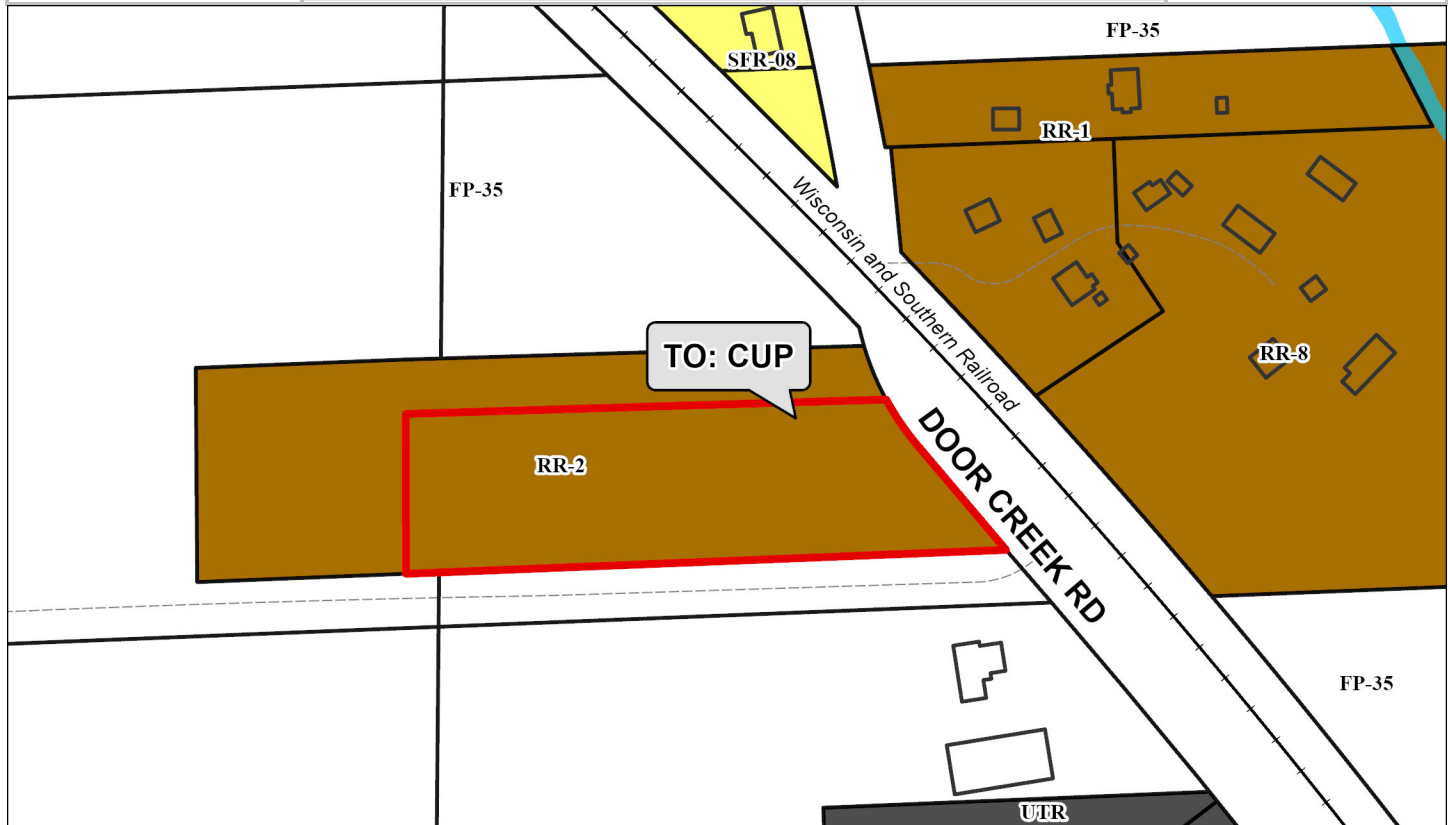 FP-35
SFR-08
RR-1
FP-35
Wisconsin and Southern Railroad
TO: CUP
RR-8
DOOR CREEK RD
RR-2
FP-35
UTR